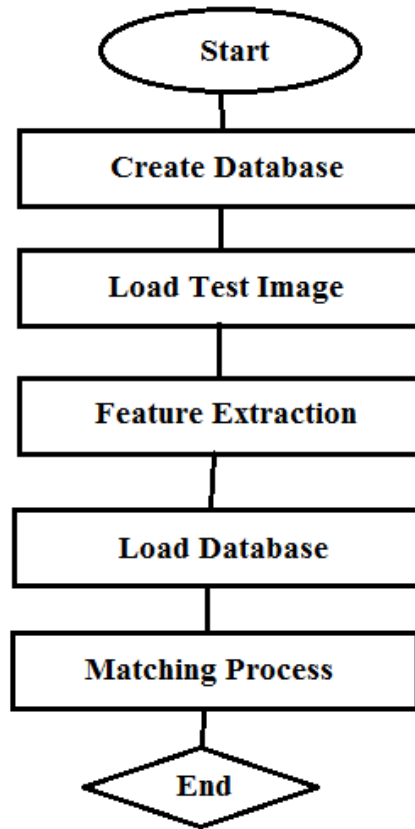 Start
Create Database
Load Test Image
Feature Extraction
Load Database
Matching Process
End